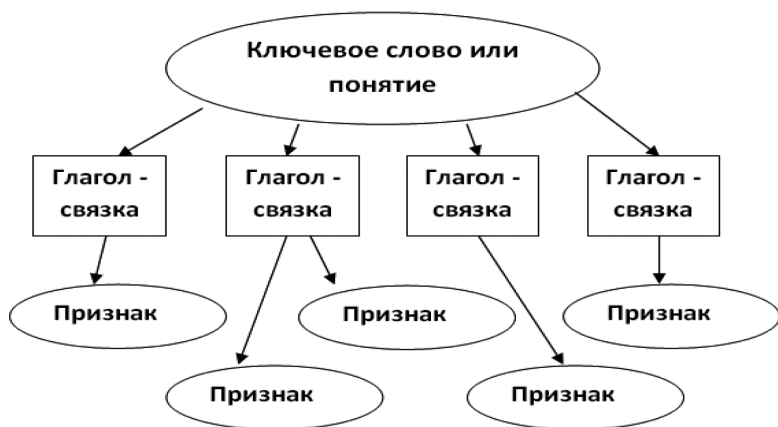 Ключевое слово или
понятие
Глагол -
связка
Глагол -
связка
Глагол -
связка
Глагол -
связка
Признак
Признак
Признак
Признак
Признак